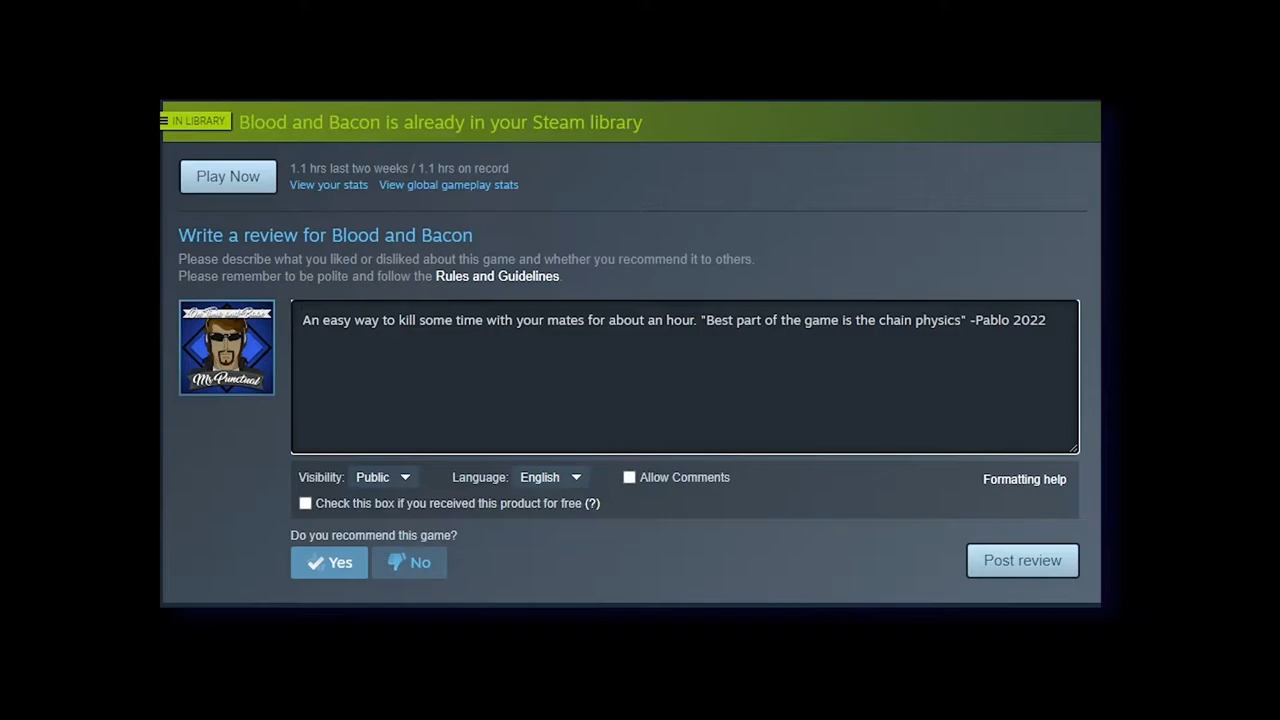 IN LIBRARY
Blood and Bacon is already in your Steam library
Play Now
1.1 hrs last two weeks / 1.1 hrs on record
View your stats View global gameplay stats
Write a review for Blood and Bacon
Please describe what you liked or disliked about this game and whether you recommend it to others.
Please remember to be polite and follow the Rules and Guidelines.
Mr Punctual
An easy way to kill some time with your mates for about an hour. "Best part of the game is the chain physics" -Pablo 2022
Visibility: Public Language: English Allow Comments Formatting help
Check this box if you received this product for free (?)
Do you recommend this game?
Yes No
Post review